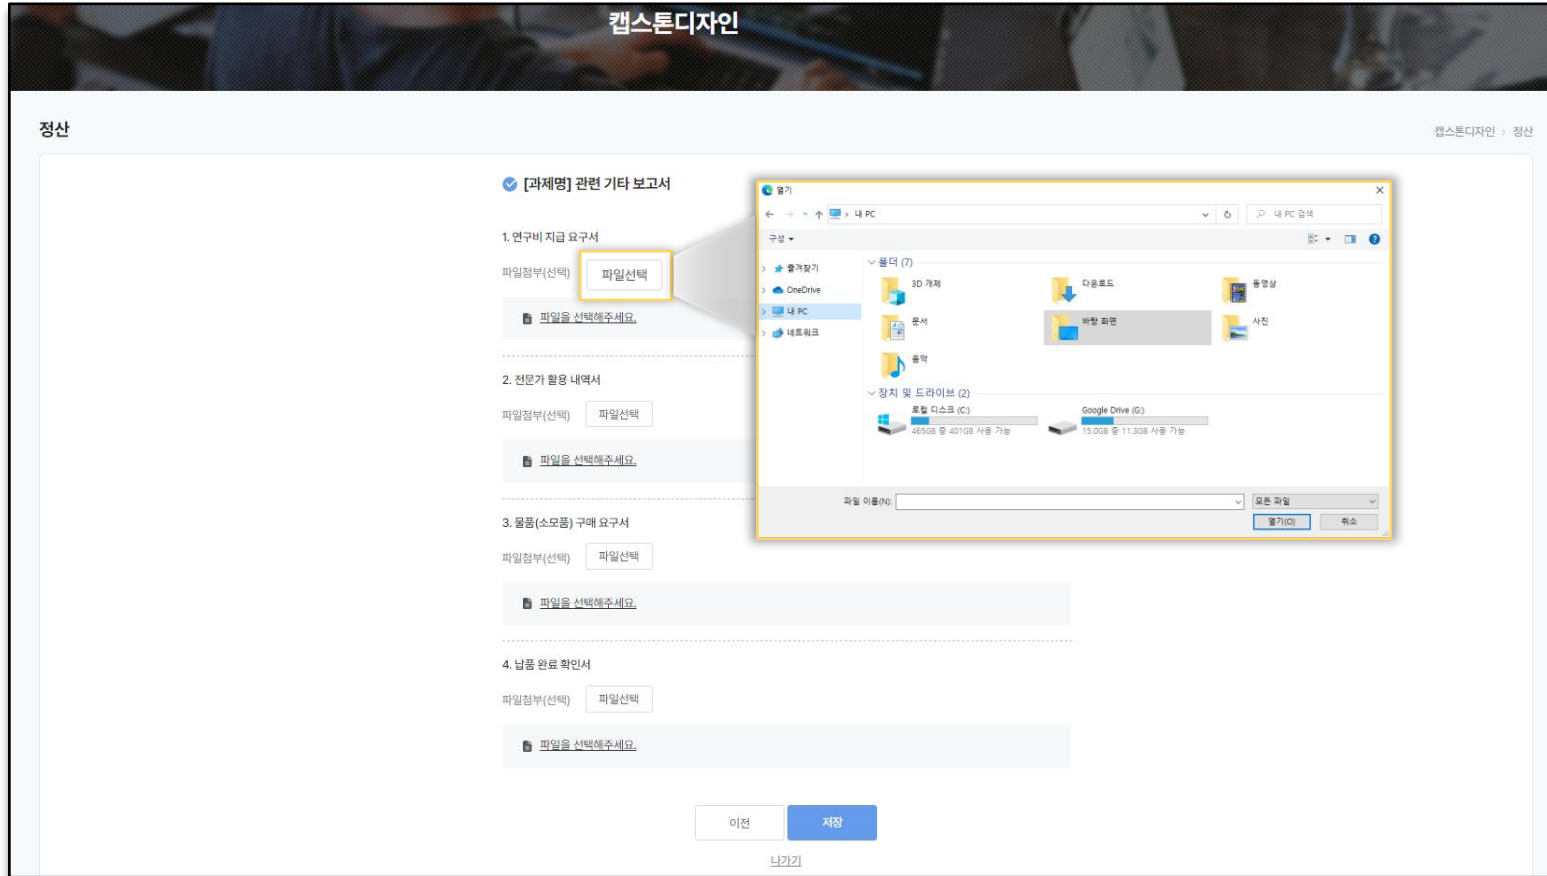 캡스톤디자인
정산
캡스톤디자인 > 정산
[과제명] 관련 기타 보고서
1. 연구비 지급 요구서
파일첨부(선택) 파일선택
파일을 선택해주세요.
2. 전문가 활용 내역서
파일첨부(선택) 파일선택
파일을 선택해주세요.
3. 물품(소모품) 구매 요구서
파일첨부(선택) 파일선택
파일을 선택해주세요.
4. 납품 완료 확인서
파일첨부(선택) 파일선택
파일을 선택해주세요.
이전 저장
나가기
열기
내 PC
내 PC 검색
구성
즐겨찾기
OneDrive
내 PC
네트워크
폴더 (7)
3D 개체 다운로드 동영상
문서 바탕 화면 사진
음악
장치 및 드라이브 (2)
로컬 디스크 (C:) Google Drive (G:)
465GB 중 401GB 사용 가능 15.0GB 중 11.3GB 사용 가능
파일 이름(N): 모든 파일
열기(O) 취소